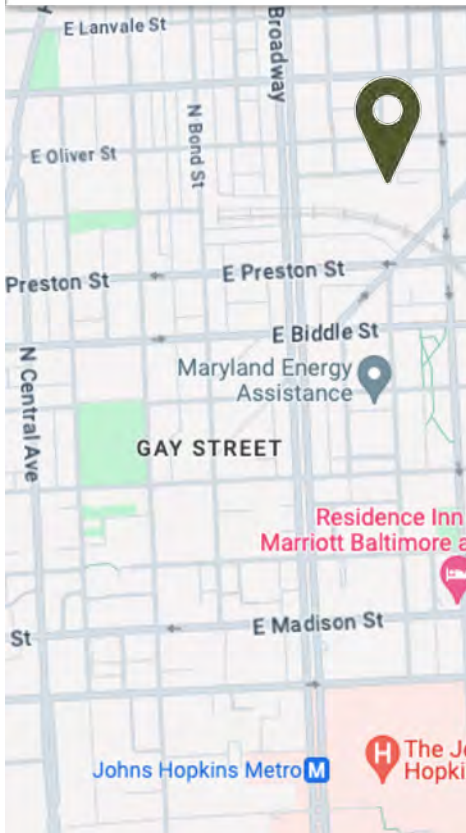 E Lanvale St
Broadway
N Bond St
E Oliver St
Preston St
E Preston St
E Biddle St
N Central Ave
Maryland Energy
Assistance
GAY STREET
Residence Inn
Marriott Baltimore a
St
E Madison St
Johns Hopkins Metro M
H
The Jo
Hopki